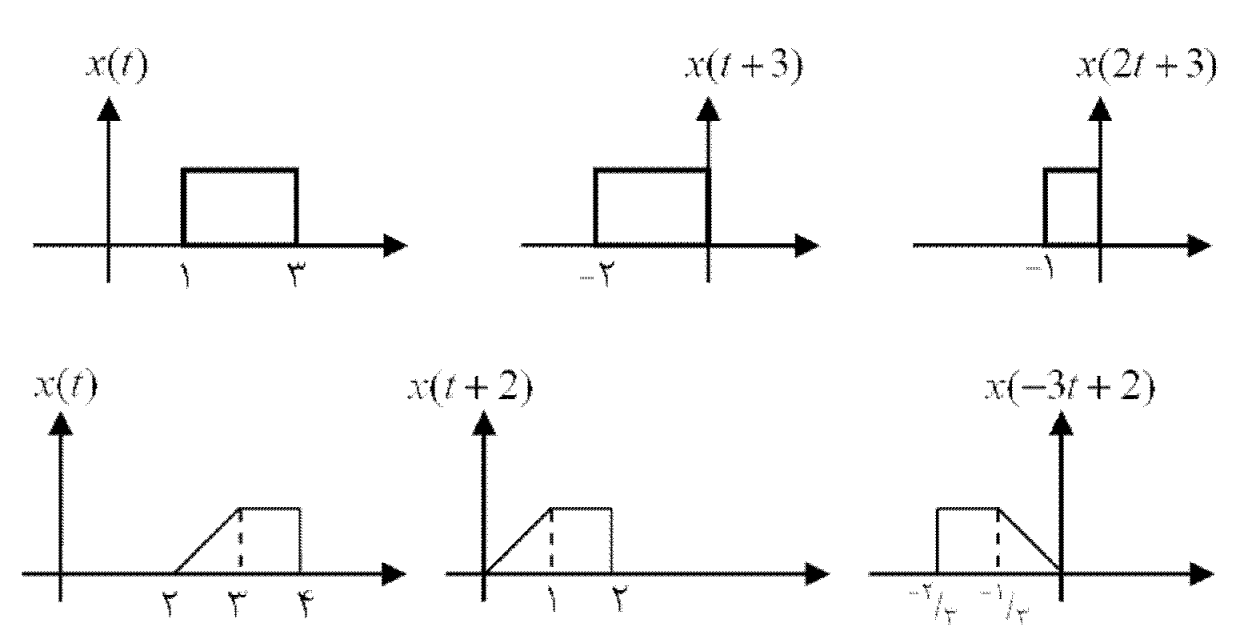 x(t) x(t + 3) x(2t + 3)
۱ ۳ −۲ −۱
x(t) x(t + 2) x(−3t + 2)
۲ ۳ ۴ ۱ ۲ −۲/۳ −۱/۳